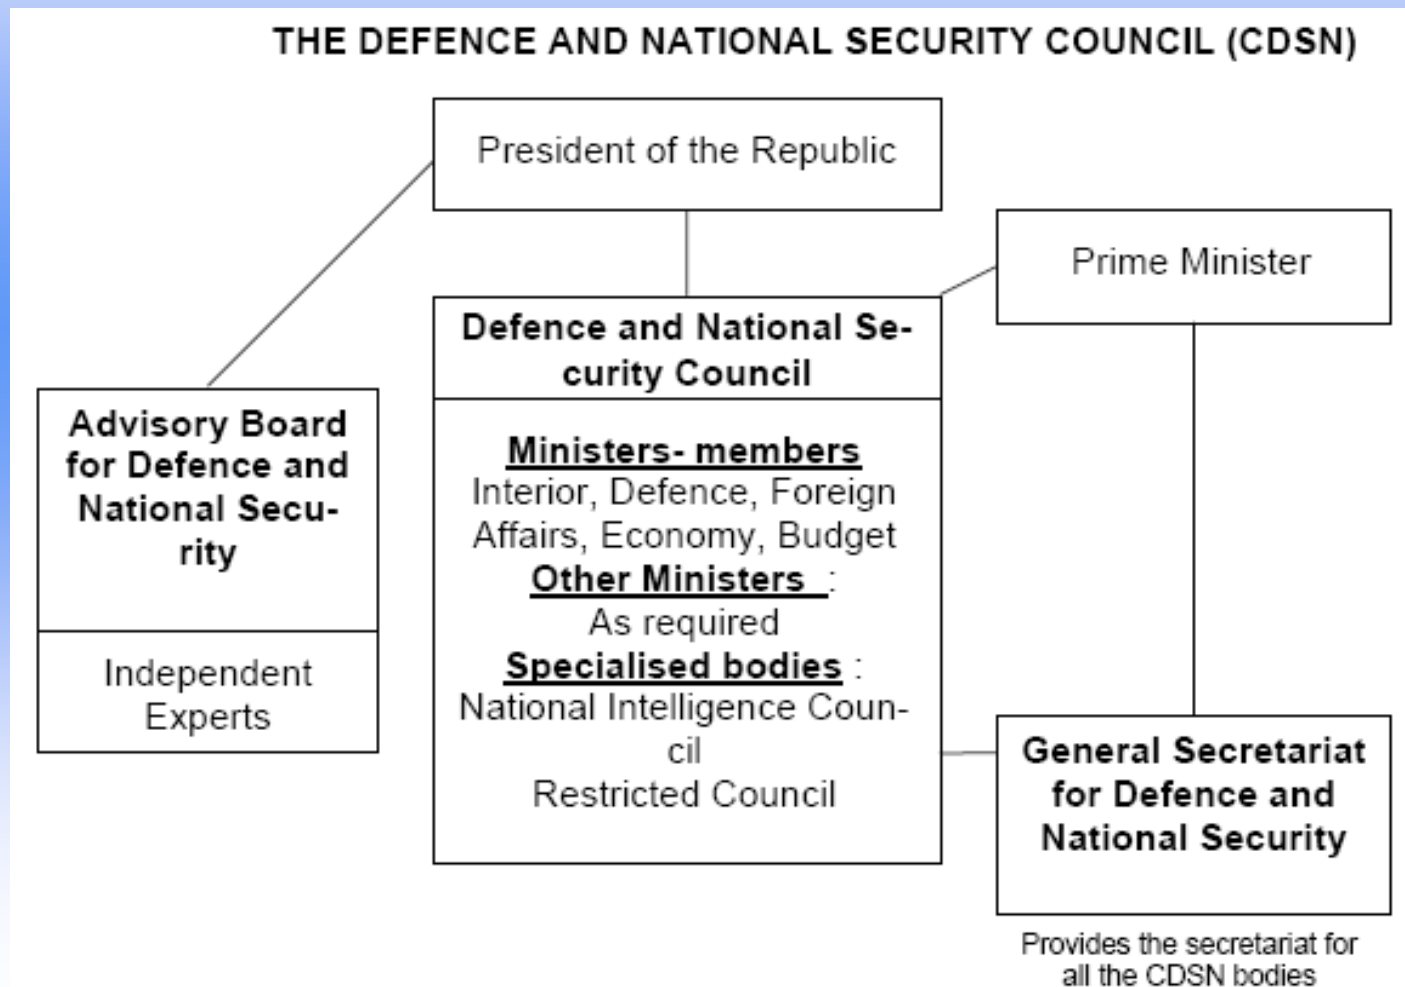 THE DEFENCE AND NATIONAL SECURITY COUNCIL (CDSN)
President of the Republic
Prime Minister
Defence and National Se-
curity Council
Ministers- members
Interior, Defence, Foreign
Affairs, Economy, Budget
Other Ministers :
As required
Specialised bodies :
National Intelligence Coun-
cil
Restricted Council
Advisory Board
for Defence and
National Secu-
rity
Independent
Experts
General Secretariat
for Defence and
National Security
Provides the secretariat for
all the CDSN bodies